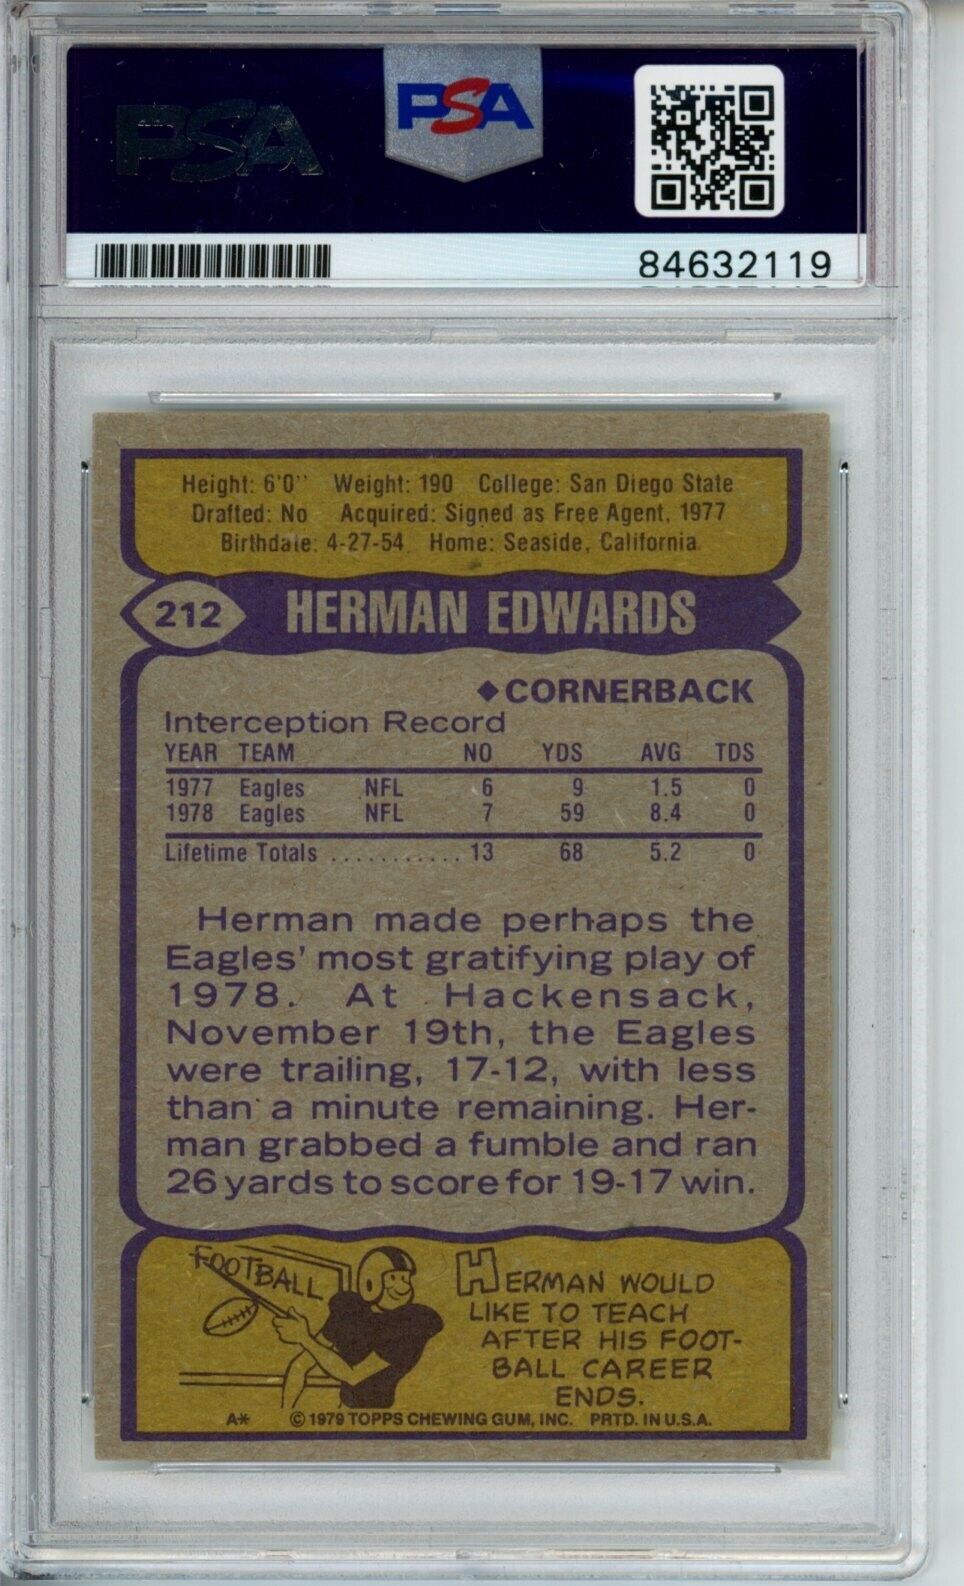 PSA
PSA
84632119
Height: 6'0" Weight: 190 College: San Diego State
Drafted: No Acquired: Signed as Free Agent, 1977
Birthdate: 4-27-54 Home: Seaside, California
212 HERMAN EDWARDS
◆CORNERBACK
Interception Record
YEAR TEAM NO YDS AVG TDS
1977 Eagles NFL 6 9 1.5 0
1978 Eagles NFL 7 59 8.4 0
Lifetime Totals ........... 13 68 5.2 0
Herman made perhaps the
Eagles' most gratifying play of
1978. At Hackensack,
November 19th, the Eagles
were trailing, 17-12, with less
than a minute remaining. Her-
man grabbed a fumble and ran
26 yards to score for 19-17 win.
FOOTBALL
HERMAN WOULD
LIKE TO TEACH
AFTER HIS FOOT-
BALL CAREER
ENDS.
A* © 1979 TOPPS CHEWING GUM, INC. PRTD. IN U.S.A.